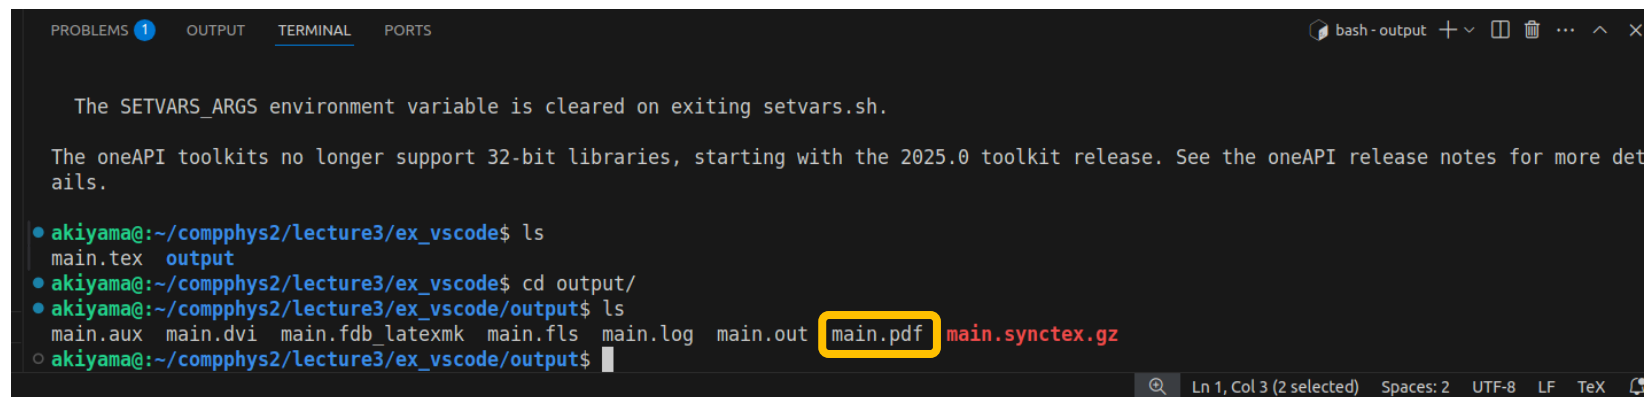 PROBLEMS 1 OUTPUT TERMINAL PORTS bash - output
The SETVARS_ARGS environment variable is cleared on exiting setvars.sh.
The oneAPI toolkits no longer support 32-bit libraries, starting with the 2025.0 toolkit release. See the oneAPI release notes for more det
ails.
akiyama@:~/compphys2/lecture3/ex_vscode$ ls
main.tex output
akiyama@:~/compphys2/lecture3/ex_vscode$ cd output/
akiyama@:~/compphys2/lecture3/ex_vscode/output$ ls
main.aux main.dvi main.fdb_latexmk main.fls main.log main.out main.pdf main.synctex.gz
akiyama@:~/compphys2/lecture3/ex_vscode/output$
Ln 1, Col 3 (2 selected) Spaces: 2 UTF-8 LF TeX